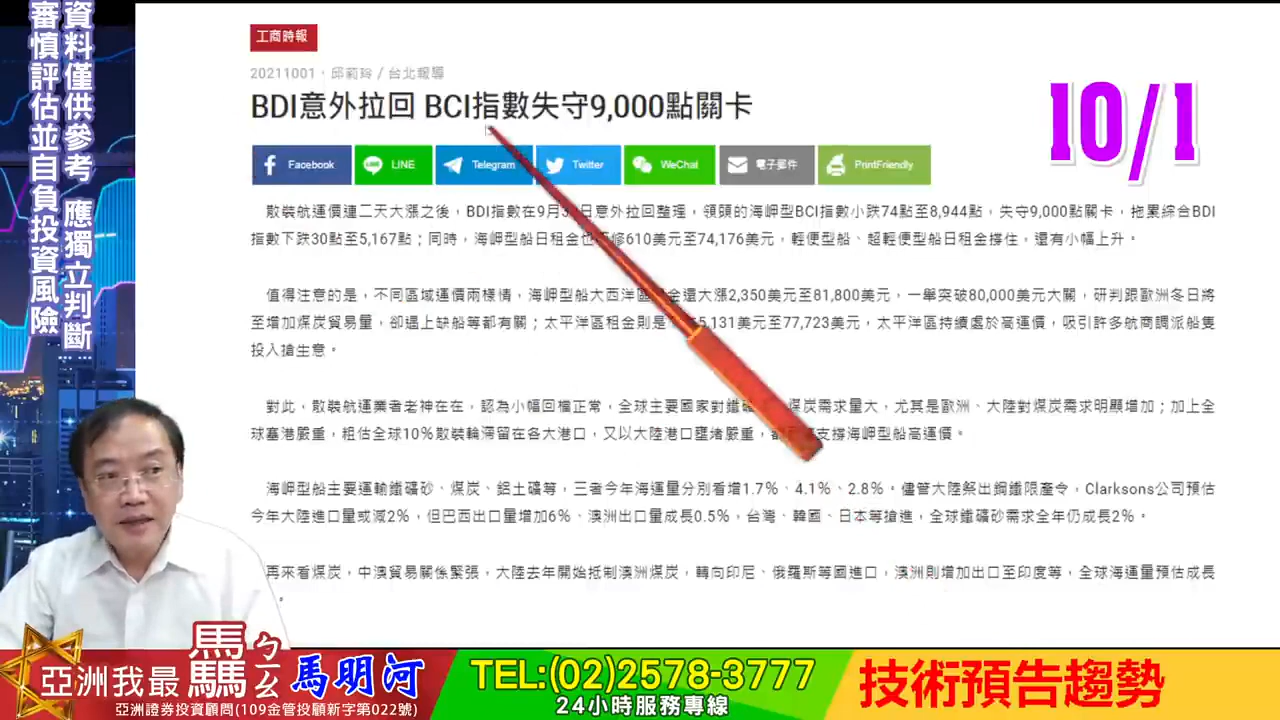 資料僅供參考 應獨立判斷
審慎評估並自負投資風險
工商時報
20211001・邱莉玲 / 台北報導
BDI意外拉回 BCI指數失守9,000點關卡
10/1
Facebook
LINE
Telegram
Twitter
WeChat
電子郵件
PrintFriendly
散裝航運價連二天大漲之後，BDI指數在9月3 日意外拉回整理，領頭的海岬型BCI指數小跌74點至8,944點，失守9,000點關卡，拖累綜合BDI
指數下跌30點至5,167點；同時，海岬型船日租金也 修610美元至74,176美元，輕便型船、超輕便型船日租金撐住，還有小幅上升。
值得注意的是，不同區域運價兩樣情，海岬型船大西洋區 金還大漲2,350美元至81,800美元，一舉突破80,000美元大關，研判跟歐洲冬日將
至增加煤炭貿易量，卻遇上缺船等都有關；太平洋區租金則是 5,131美元至77,723美元，太平洋區持續處於高運價，吸引許多航商調派船隻
投入搶生意。
對此，散裝航運業者老神在在，認為小幅回檔正常，全球主要國家對鐵礦 煤炭需求量大，尤其是歐洲、大陸對煤炭需求明顯增加；加上全
球塞港嚴重，粗估全球10%散裝輪滯留在各大港口，又以大陸港口壅堵嚴重， 支撐海岬型船高運價。
海岬型船主要運輸鐵礦砂、煤炭、鋁土礦等，三者今年海運量分別看增1.7%、4.1%、2.8%。儘管大陸祭出鋼鐵限產令，Clarksons公司預估
今年大陸進口量或減2%，但巴西出口量增加6%、澳洲出口量成長0.5%，台灣、韓國、日本等搶進，全球鐵礦砂需求全年仍成長2%。
再來看煤炭，中澳貿易關係緊張，大陸去年開始抵制澳洲煤炭，轉向印尼、俄羅斯等國進口，澳洲則增加出口至印度等，全球海運量預估成長
。
亞洲我最馬驫ㄅㄧㄠ 馬明河
亞洲證券投資顧問(109金管投顧新字第022號)
TEL:(02)2578-3777
24小時服務專線
技術預告趨勢